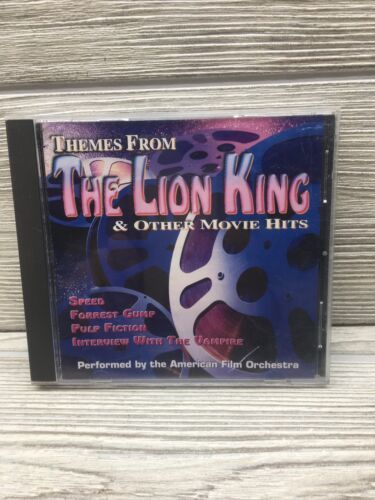 THEMES FROM
THE LION KING
& OTHER MOVIE HITS
SPEED
FORREST GUMP
PULP FICTION
INTERVIEW WITH THE VAMPIRE
Performed by the American Film Orchestra